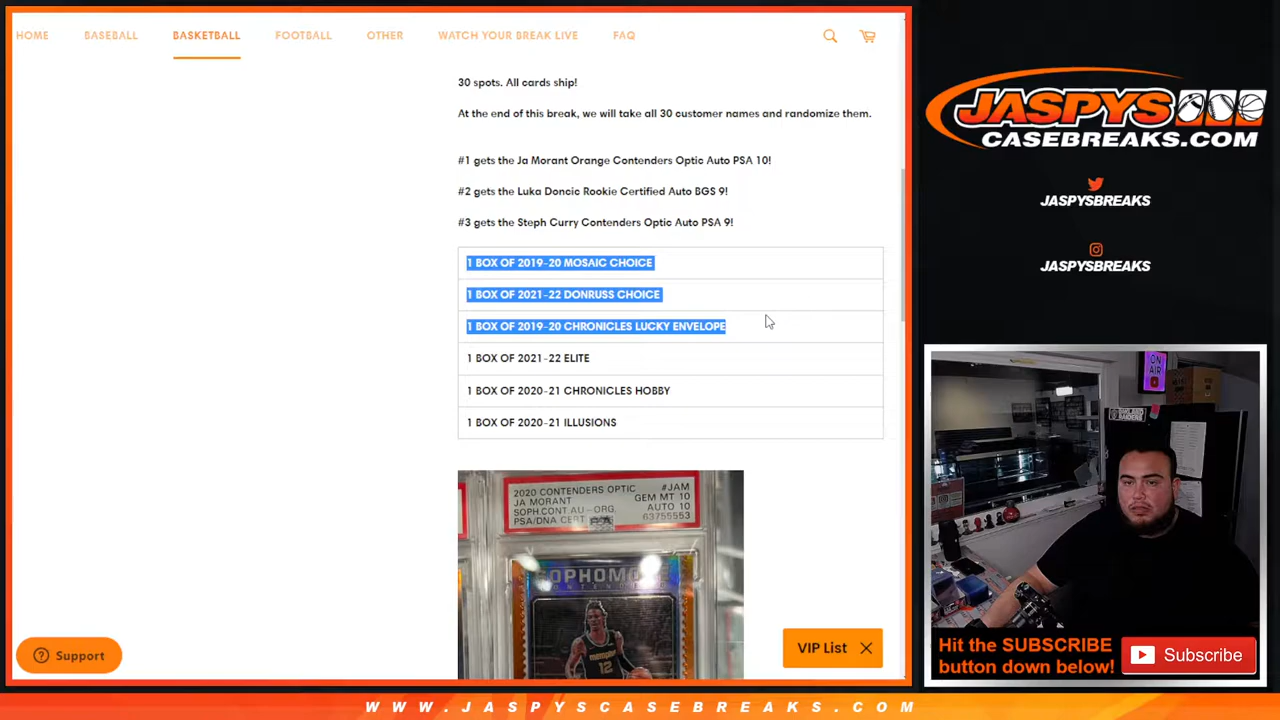 HOME BASEBALL BASKETBALL FOOTBALL OTHER WATCH YOUR BREAK LIVE FAQ
30 spots. All cards ship!
At the end of this break, we will take all 30 customer names and randomize them.
#1 gets the Ja Morant Orange Contenders Optic Auto PSA 10!
#2 gets the Luka Doncic Rookie Certified Auto BGS 9!
#3 gets the Steph Curry Contenders Optic Auto PSA 9!
1 BOX OF 2019-20 MOSAIC CHOICE
1 BOX OF 2021-22 DONRUSS CHOICE
1 BOX OF 2019-20 CHRONICLES LUCKY ENVELOPE
1 BOX OF 2021-22 ELITE
1 BOX OF 2020-21 CHRONICLES HOBBY
1 BOX OF 2020-21 ILLUSIONS
2020 CONTENDERS OPTIC #JAM
JA MORANT GEM MT 10
SOPH.CONT.AU-ORG. AUTO 10
PSA/DNA CERT 63755553
SOPHOMO
CONTENDER
memphis
12
Support
VIP List
JASPYS
CASEBREAKS.COM
JASPYSBREAKS
JASPYSBREAKS
ON
AIR
RAIDERS
Hit the SUBSCRIBE
button down below!
Subscribe
WWW.JASPYSCASEBREAKS.COM